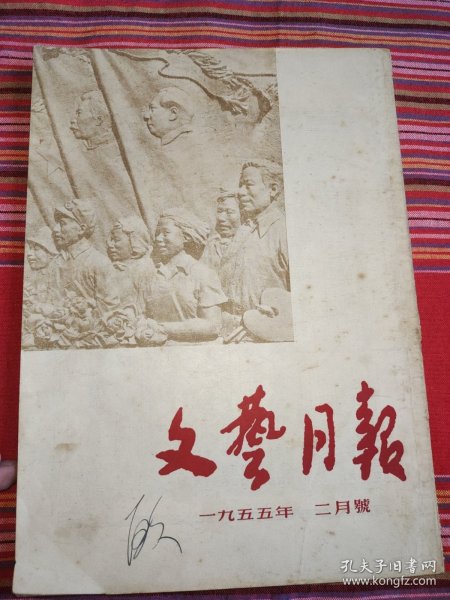 文藝月報
一九五五年 二月號
孔夫子旧书网
www.kongfz.com